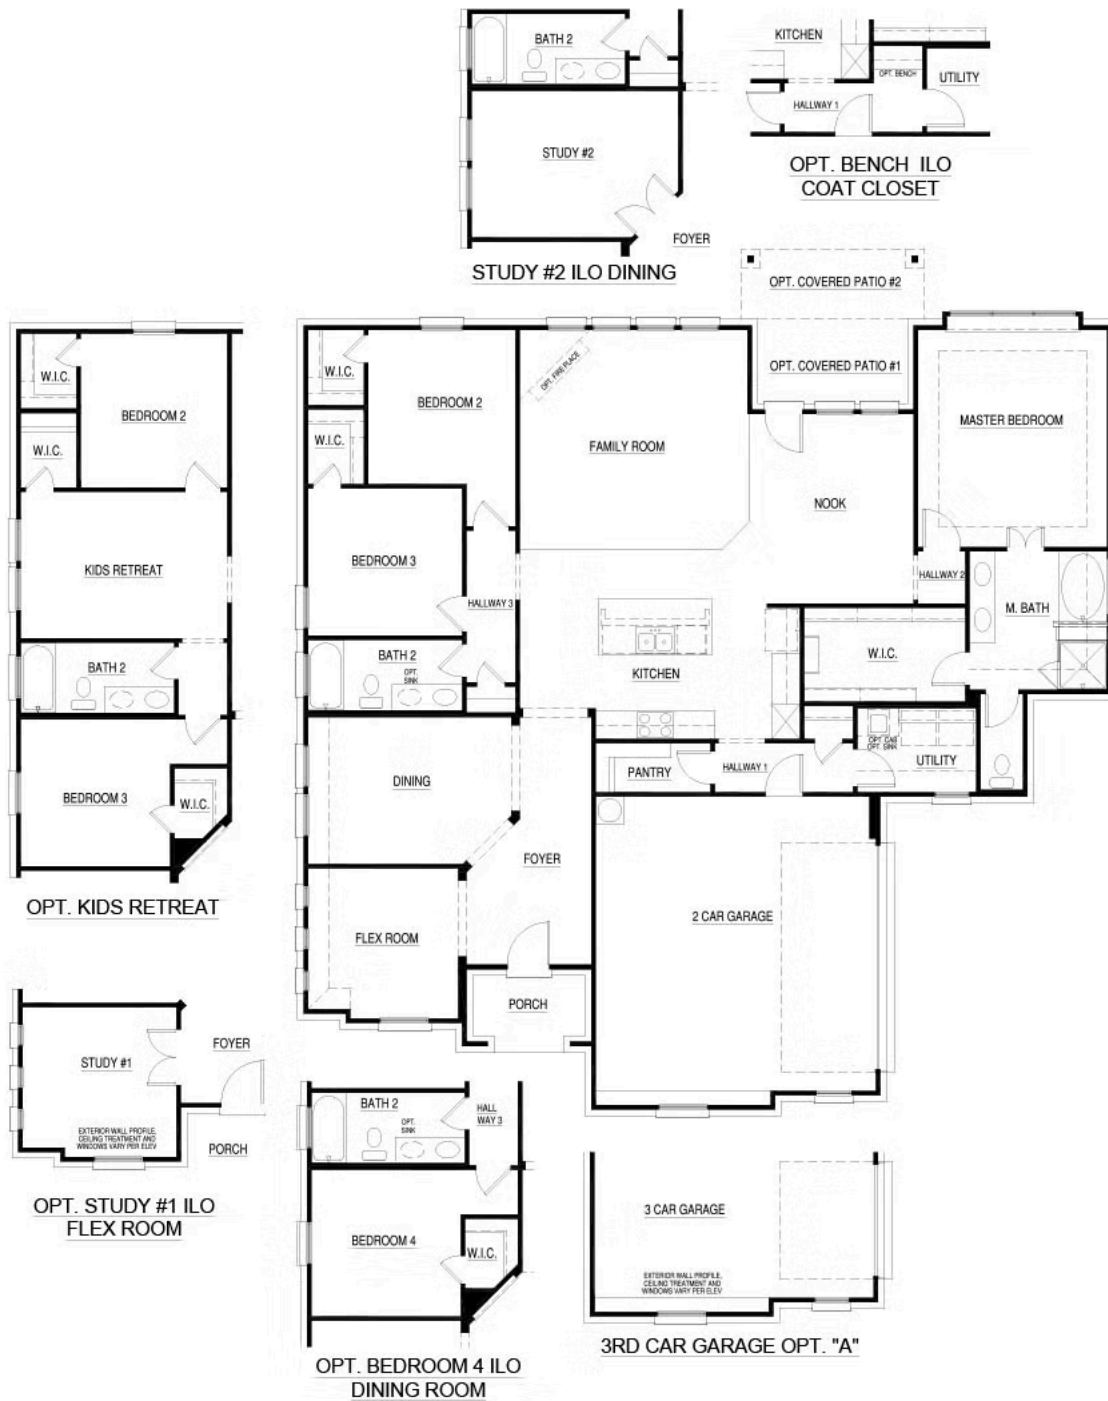 BATH 2
STUDY #2
FOYER
STUDY #2 ILO DINING
KITCHEN
OPT. BENCH
UTILITY
HALLWAY 1
OPT. BENCH ILO
COAT CLOSET
W.I.C.
BEDROOM 2
W.I.C.
KIDS RETREAT
BATH 2
BEDROOM 3
W.I.C.
OPT. KIDS RETREAT
OPT. COVERED PATIO #2
OPT. COVERED PATIO #1
OPT. FIRE PLACE
W.I.C.
BEDROOM 2
W.I.C.
FAMILY ROOM
MASTER BEDROOM
NOOK
BEDROOM 3
HALLWAY 3
HALLWAY 2
M. BATH
BATH 2
OPT.
SINK
KITCHEN
W.I.C.
DINING
PANTRY
HALLWAY 1
OPT. CAB
OPT. SINK
UTILITY
FOYER
FLEX ROOM
2 CAR GARAGE
PORCH
STUDY #1
FOYER
EXTERIOR WALL PROFILE,
CEILING TREATMENT AND
WINDOWS VARY PER ELEV
PORCH
OPT. STUDY #1 ILO
FLEX ROOM
BATH 2
OPT.
SINK
HALL
WAY 3
BEDROOM 4
W.I.C.
OPT. BEDROOM 4 ILO
DINING ROOM
3 CAR GARAGE
EXTERIOR WALL PROFILE,
CEILING TREATMENT AND
WINDOWS VARY PER ELEV
3RD CAR GARAGE OPT. "A"